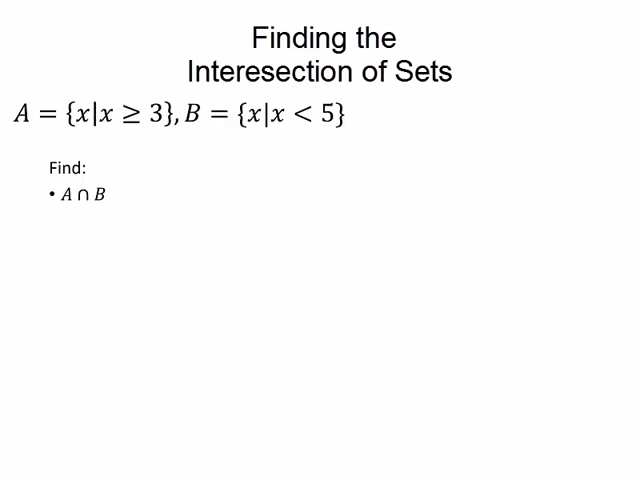 Finding the
Interesection of Sets
𝐴 = {𝑥|𝑥 ≥ 3}, 𝐵 = {𝑥|𝑥 < 5}
Find:
• 𝐴 ∩ 𝐵